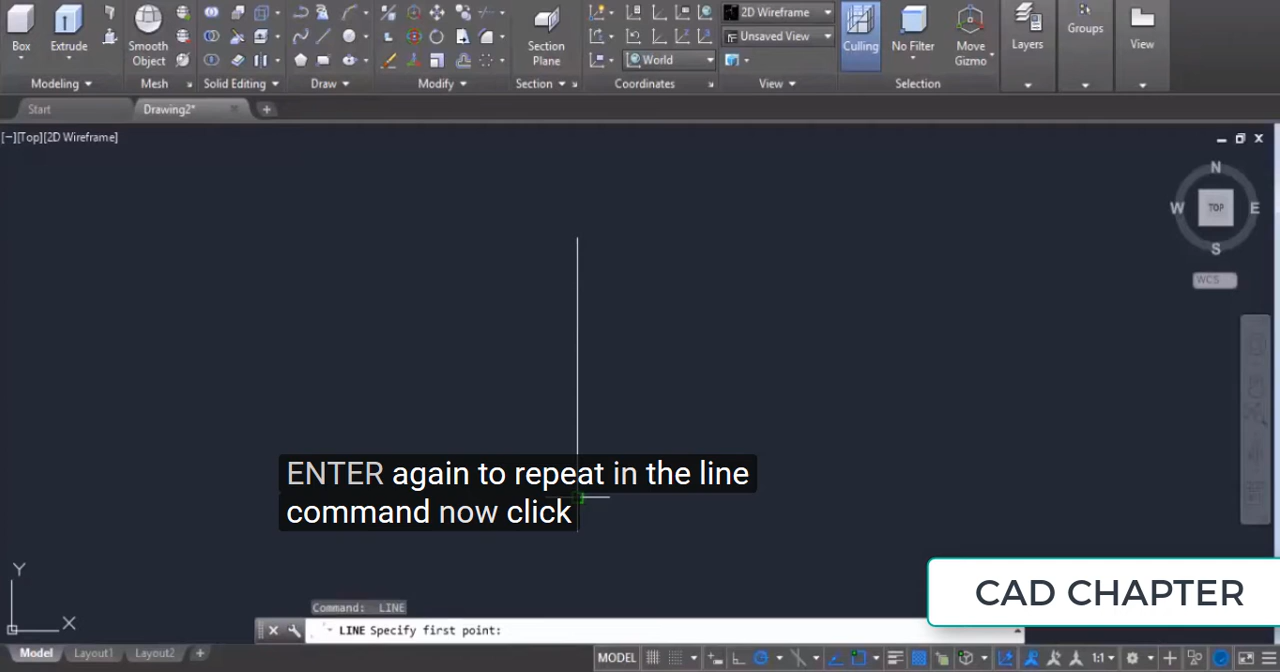 Box
Extrude
Smooth
Object
Section
Plane
2D Wireframe
Unsaved View
World
Culling
No Filter
Move
Gizmo
Layers
Groups
View
Modeling
Mesh
Solid Editing
Draw
Modify
Section
Coordinates
View
Selection
Start
Drawing2*
[−][Top][2D Wireframe]
N
W
TOP
E
S
WCS
ENTER again to repeat in the line
command now click
CAD CHAPTER
Y
X
Command: LINE
LINE Specify first point:
Model
Layout1
Layout2
MODEL
1:1